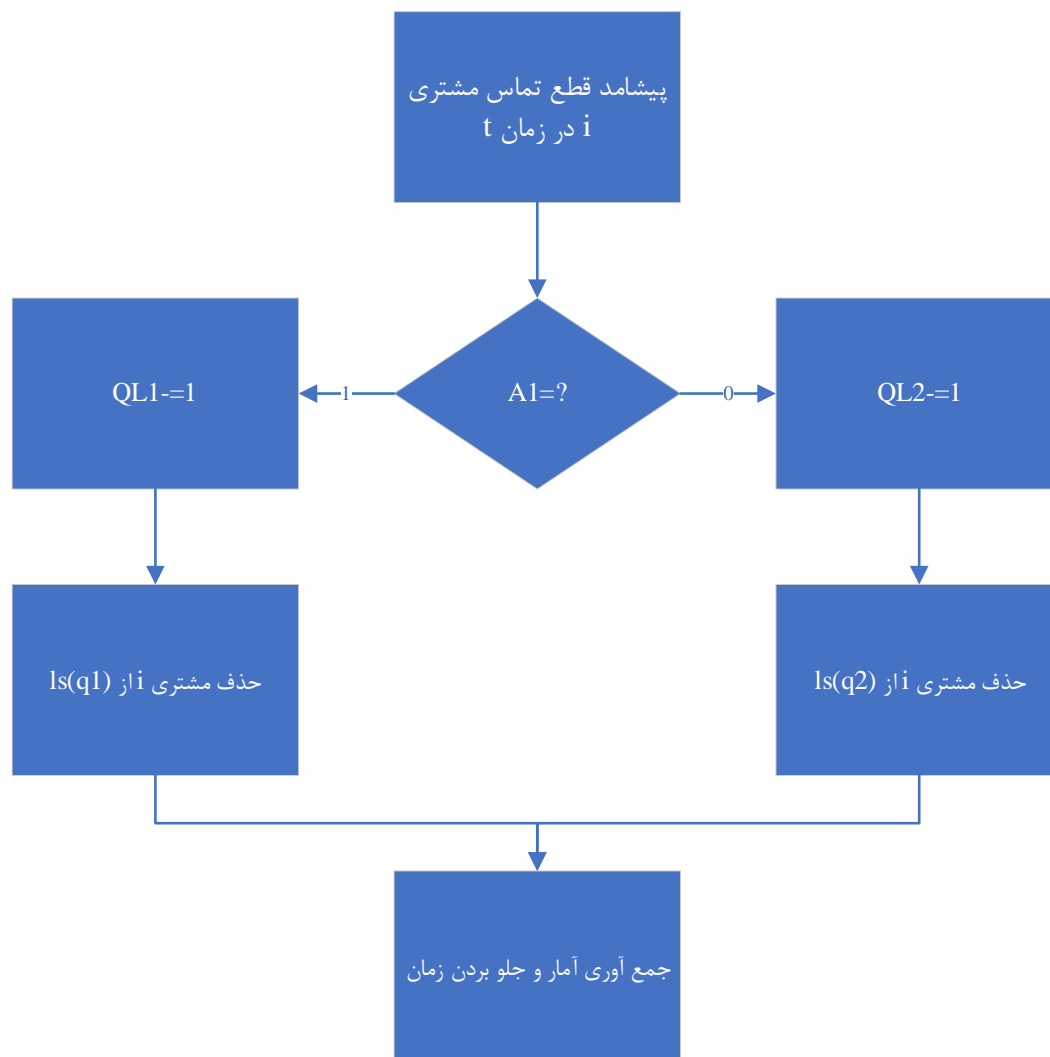 پیشامد قطع تماس مشتری
i در زمان t
QL1-=1
1
A1=?
0
QL2-=1
حذف مشتری i از ls(q1)
حذف مشتری i از ls(q2)
جمع آوری آمار و جلو بردن زمان